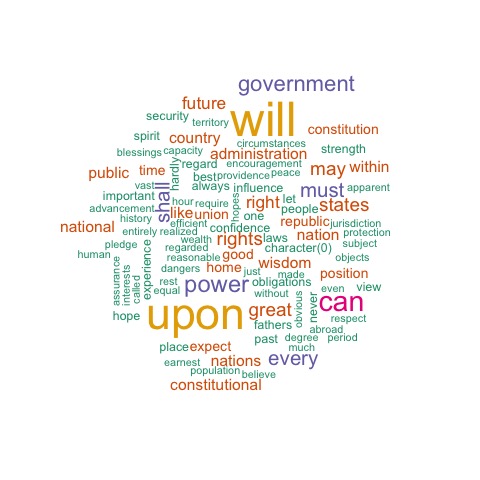 government
future
will
security
territory
spirit
country
circumstances
constitution
blessings
capacity
administration
strength
public
time
hardly
regard
encouragement
may
within
vast
best
providence
peace
important
shall
always
influence
must
apparent
advancement
hour
require
hopes
right
let
states
history
like
union
one
people
national
entirely
realized
efficient
confidence
republic
jurisdiction
pledge
wealth
rights
laws
nation
protection
human
regarded
good
character(0)
subject
assurance
interests
called
experience
reasonable
wisdom
objects
dangers
home
just
made
position
rest
power
obligations
equal
without
even
view
hope
upon
great
obvious
never
can
fathers
respect
abroad
past
degree
period
place
expect
much
earnest
nations
every
population
believe
constitutional